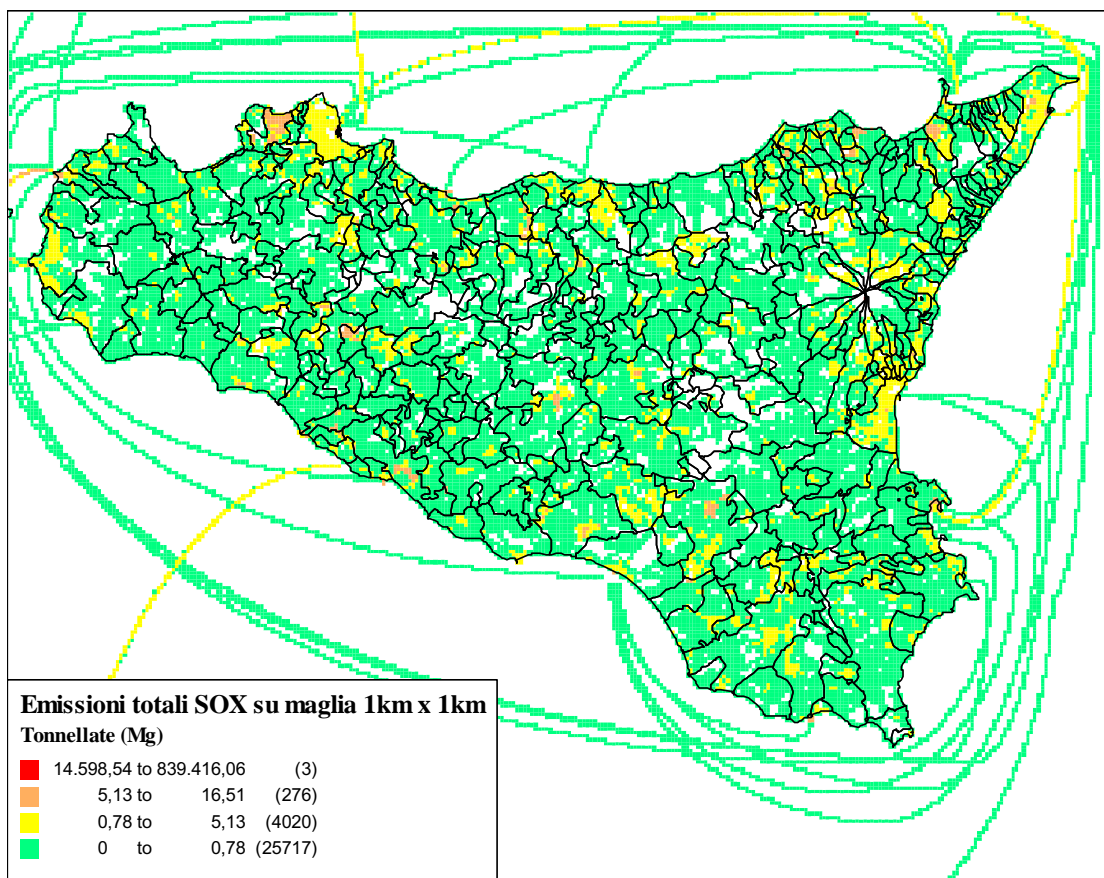 Emissioni totali SOX su maglia 1km x 1km
Tonnellate (Mg)
14.598,54 to 839.416,06 (3)
5,13 to 16,51 (276)
0,78 to 5,13 (4020)
0 to 0,78 (25717)